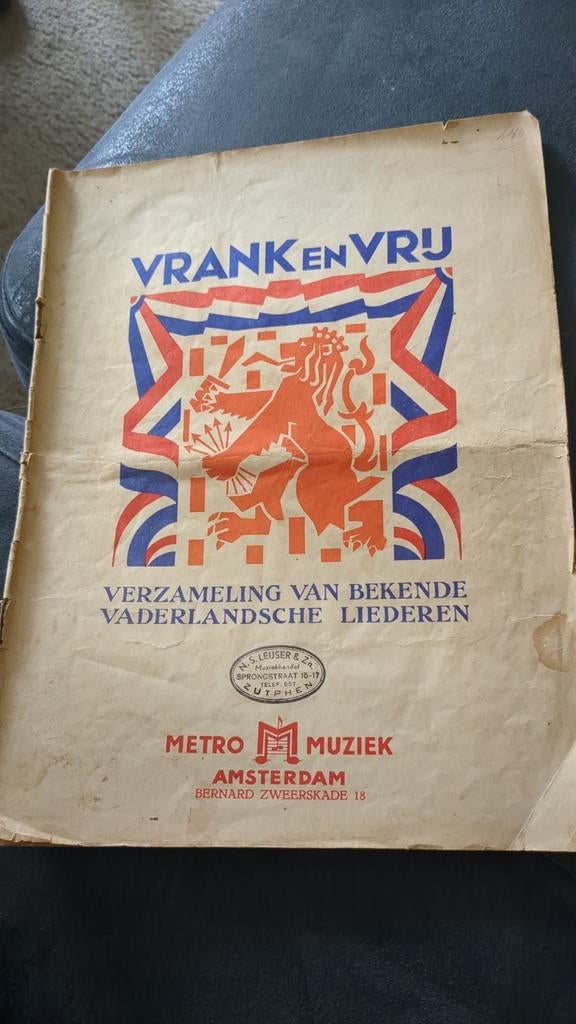 VRANK EN VRIJ
VERZAMELING VAN BEKENDE
VADERLANDSCHE LIEDEREN
N. S. LEIJSER & Zn.
Muziekhandel
SPRONGSTRAAT 15-17
TELEF. 557
ZUTPHEN
METRO M MUZIEK
AMSTERDAM
BERNARD ZWEERSKADE 18